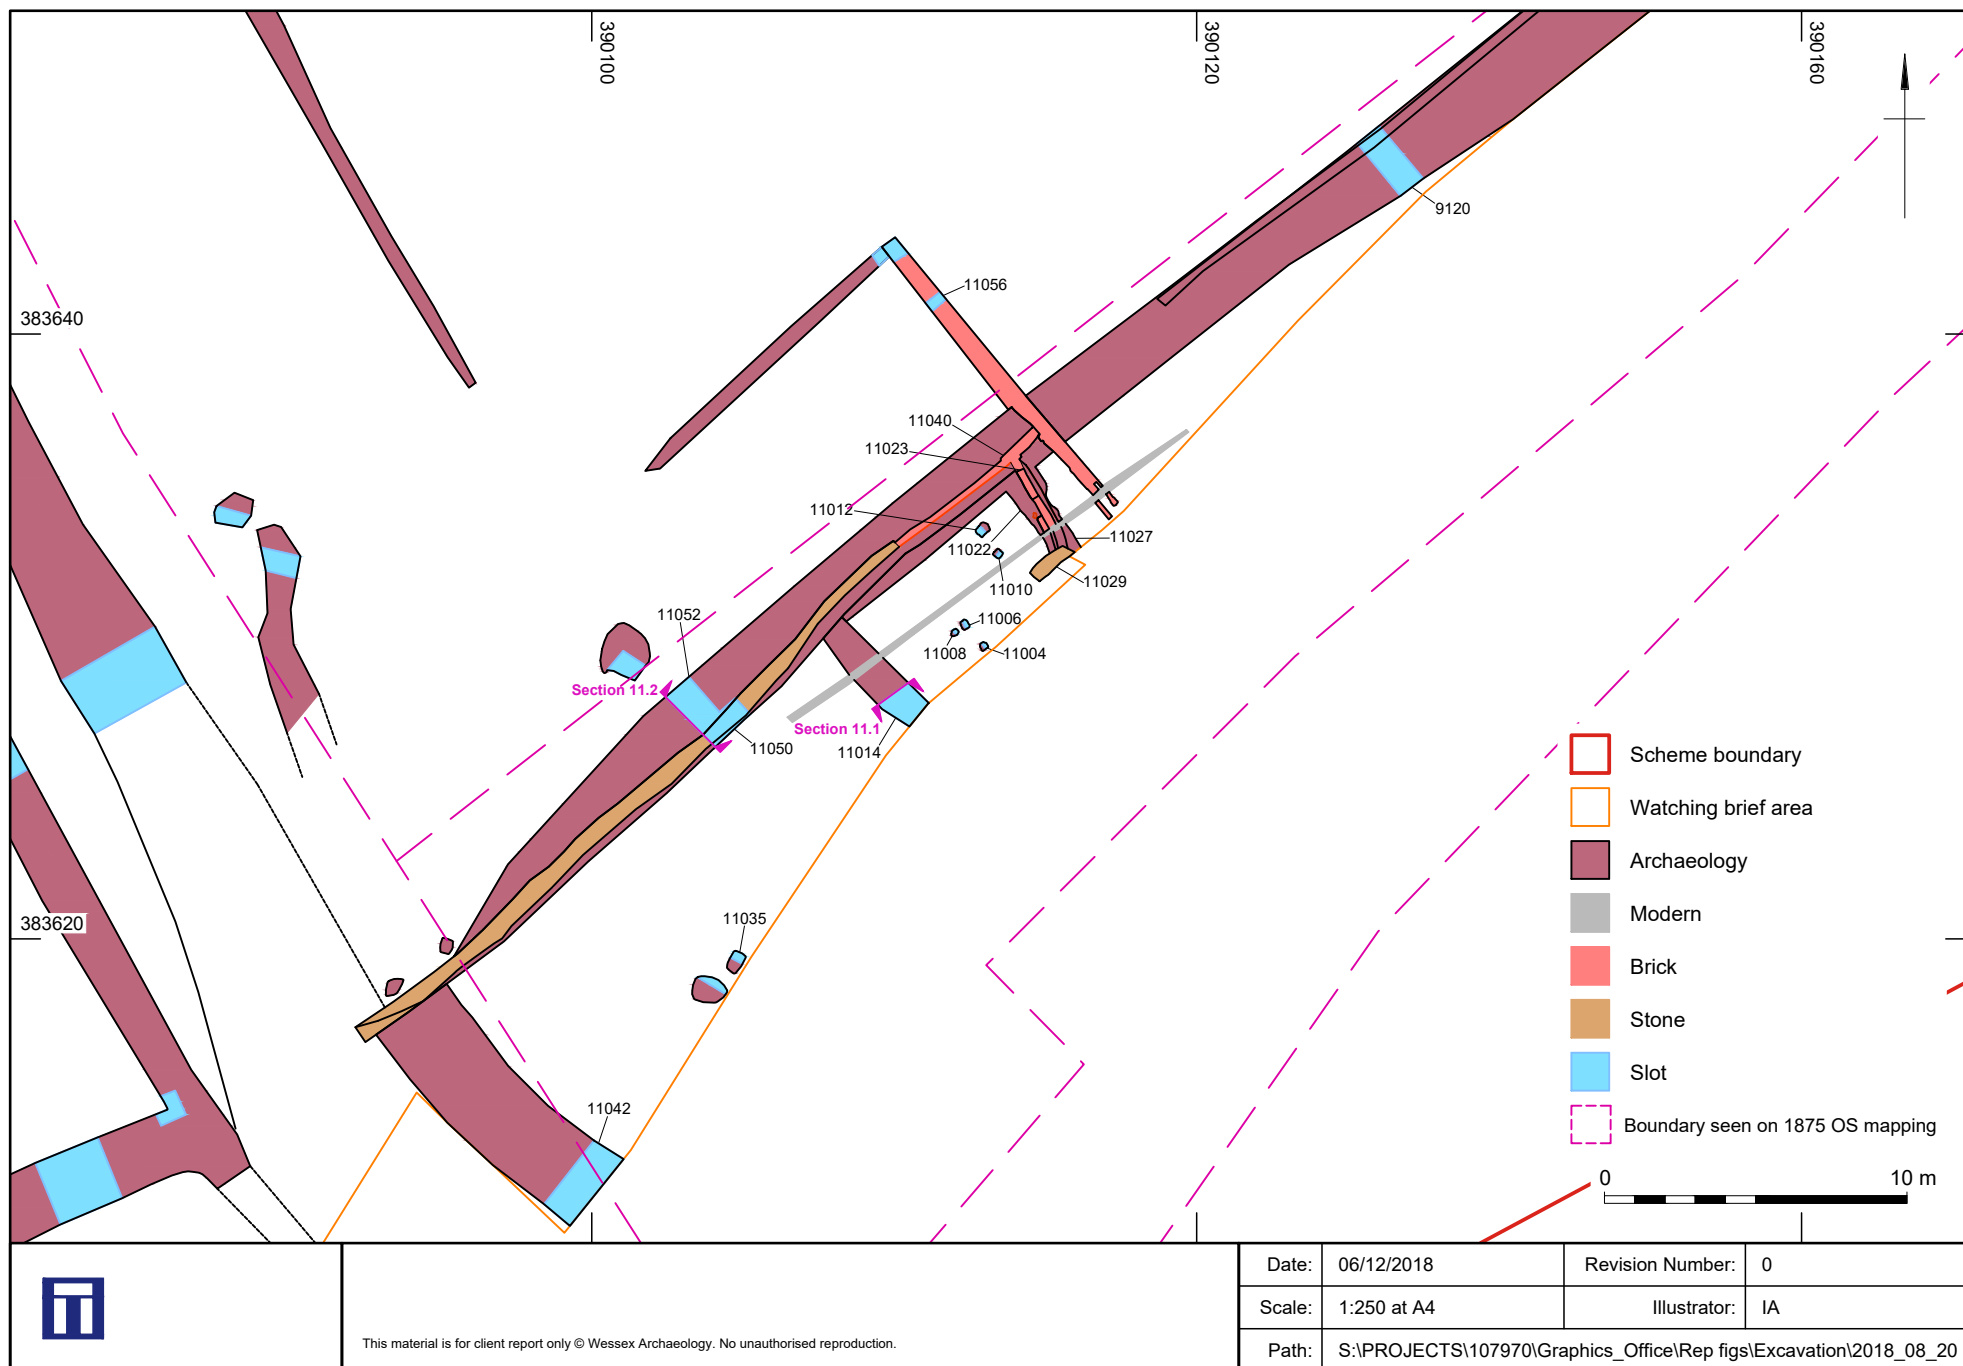 390100
390120
390160
9120
11056
383640
11040
11023
11012
11022
11027
11010
11029
11052
11006
11008
11004
Section 11.2
Section 11.1
11050
11014
Scheme boundary
Watching brief area
Archaeology
Modern
Brick
Stone
Slot
Boundary seen on 1875 OS mapping
383620
11035
11042
0 10 m
Date: 06/12/2018 Revision Number: 0
Scale: 1:250 at A4 Illustrator: IA
This material is for client report only © Wessex Archaeology. No unauthorised reproduction.
Path: S:\PROJECTS\107970\Graphics_Office\Rep figs\Excavation\2018_08_20